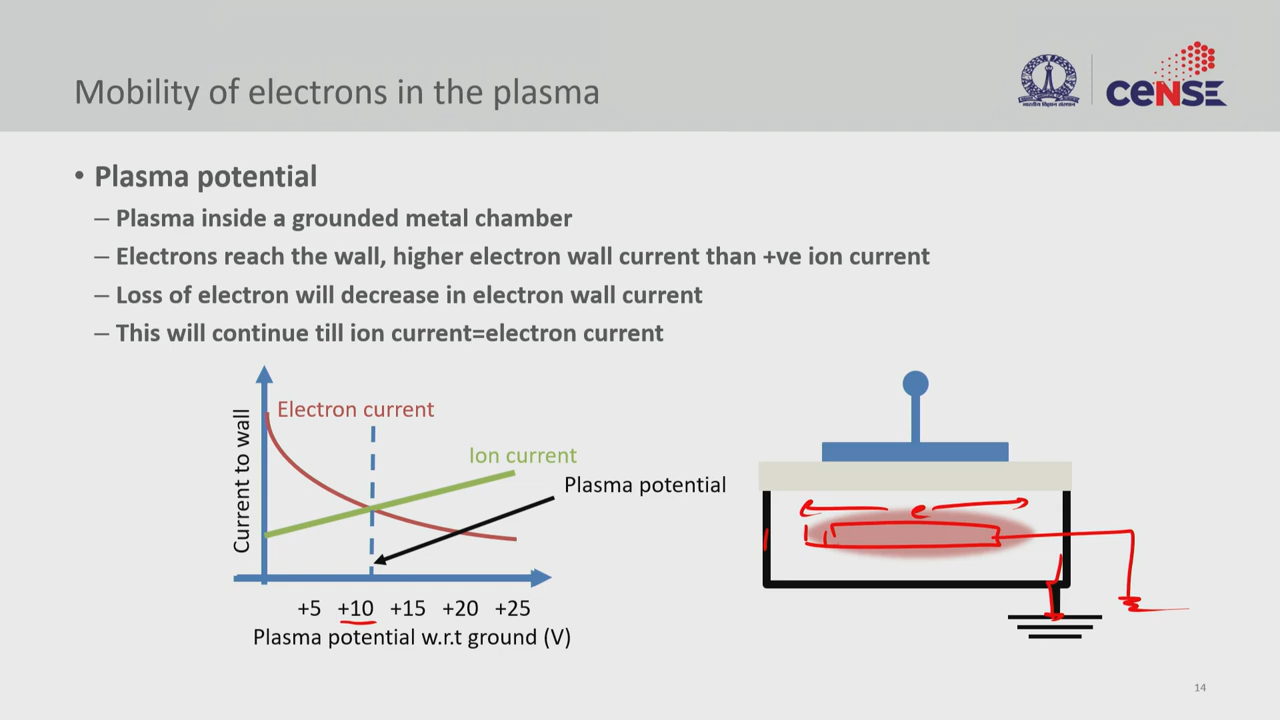 Mobility of electrons in the plasma
CeNSE
• Plasma potential
– Plasma inside a grounded metal chamber
– Electrons reach the wall, higher electron wall current than +ve ion current
– Loss of electron will decrease in electron wall current
– This will continue till ion current=electron current
Current to wall
Electron current
Ion current
Plasma potential
+5 +10 +15 +20 +25
Plasma potential w.r.t ground (V)
e
14